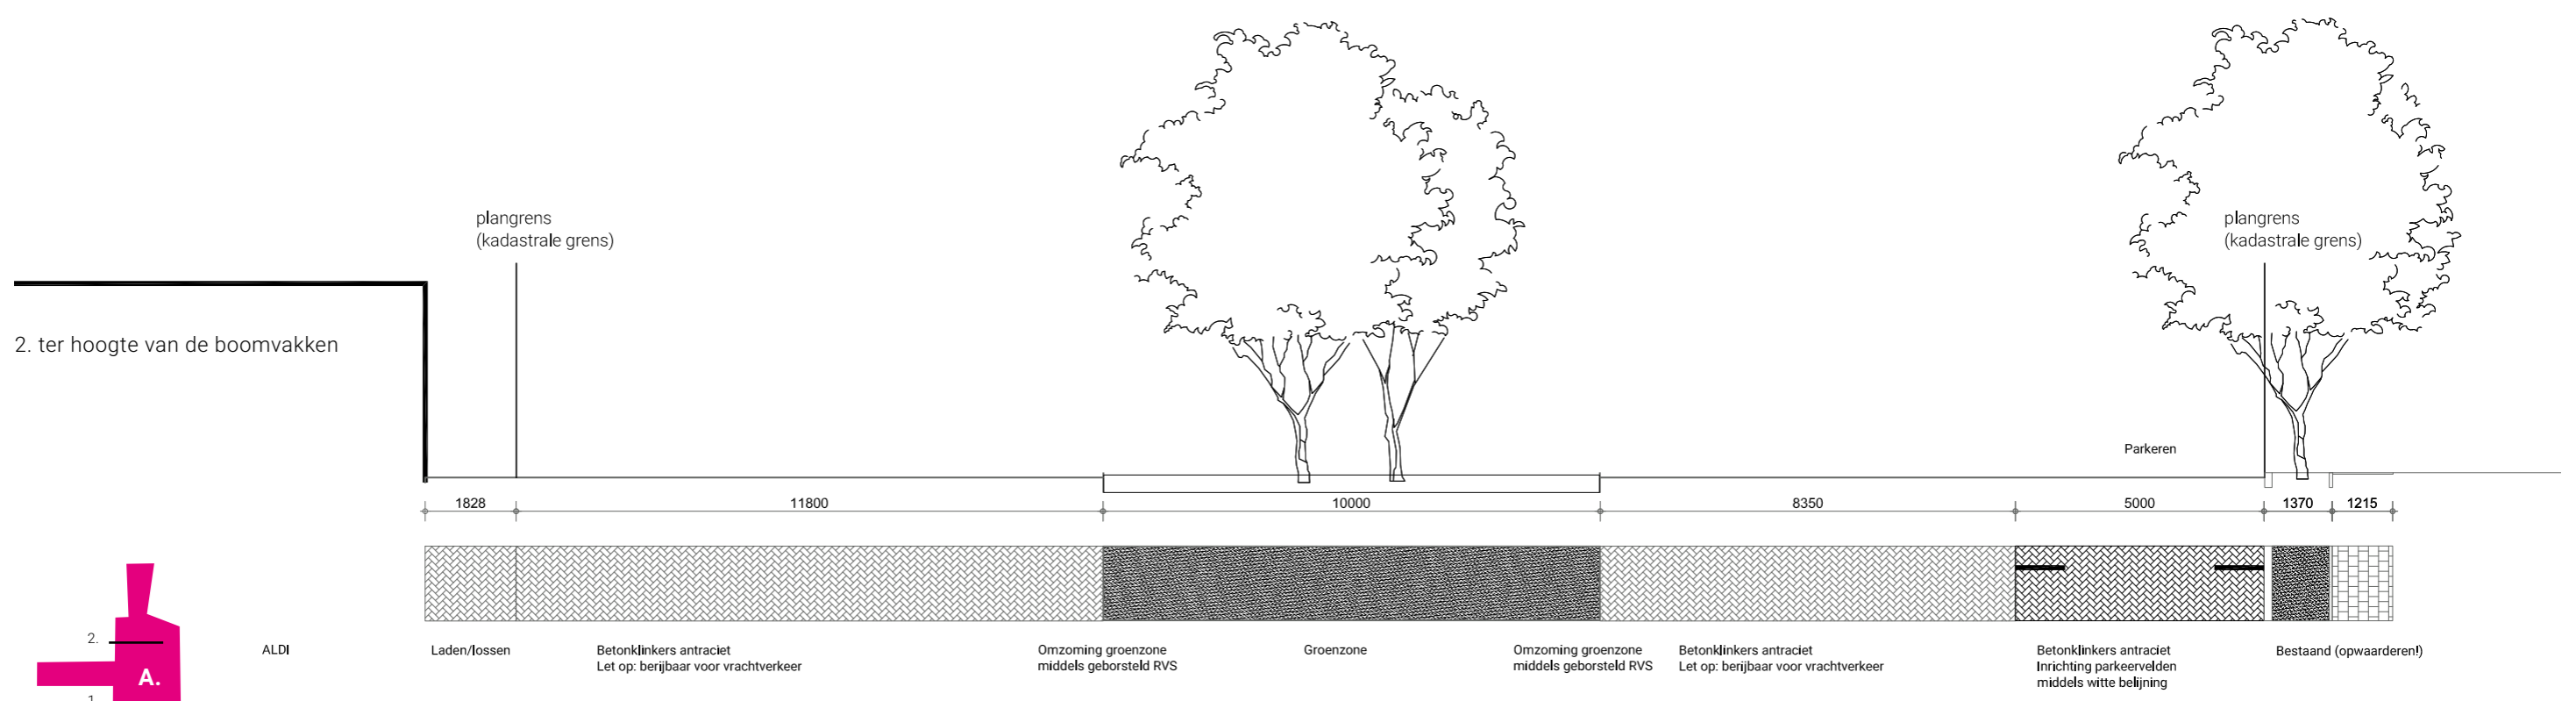 plangrens
(kadastrale grens)
plangrens
(kadastrale grens)
2. ter hoogte van de boomvakken
Parkeren
1828
11800
10000
8350
5000
1370
1215
2.
A.
1.
ALDI
Laden/lossen
Betonklinkers antraciet
Let op: berijbaar voor vrachtverkeer
Omzoming groenzone
middels geborsteld RVS
Groenzone
Omzoming groenzone
middels geborsteld RVS
Betonklinkers antraciet
Let op: berijbaar voor vrachtverkeer
Betonklinkers antraciet
Inrichting parkeervelden
middels witte belijning
Bestaand (opwaarderen!)